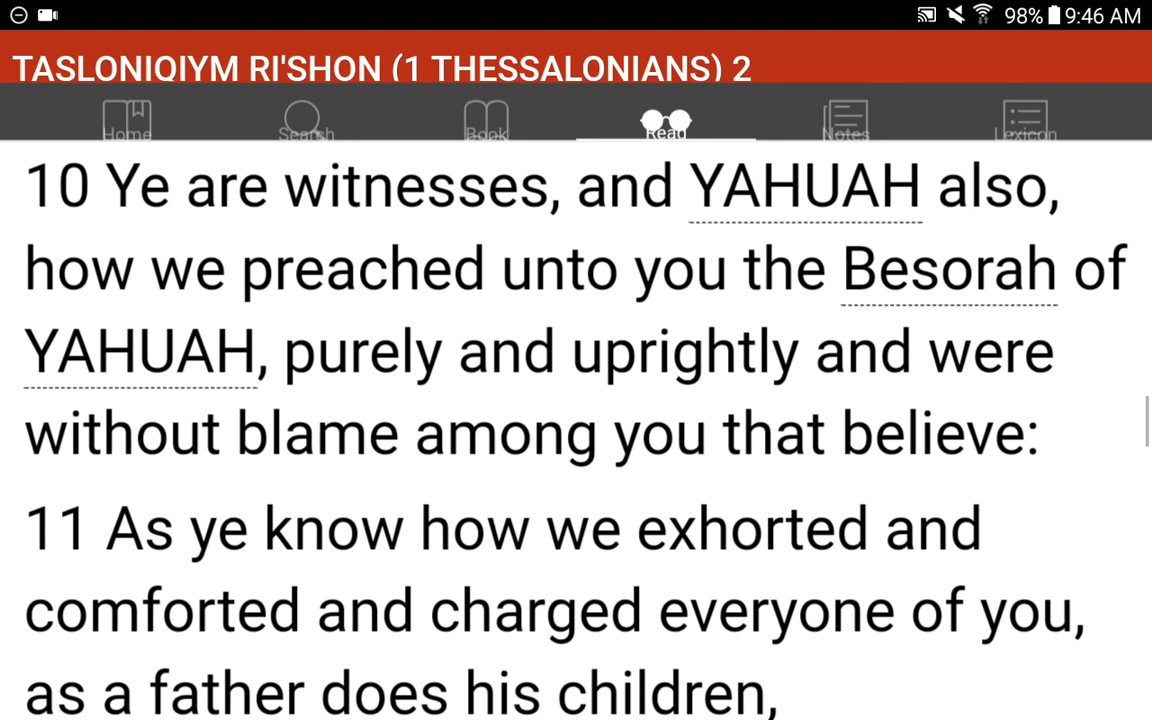 98% 9:46 AM
TASLONIQIYM RI'SHON (1 THESSALONIANS) 2
Home Search Book Read Notes Lexicon
10 Ye are witnesses, and YAHUAH also,
how we preached unto you the Besorah of
YAHUAH, purely and uprightly and were
without blame among you that believe:
11 As ye know how we exhorted and
comforted and charged everyone of you,
as a father does his children,